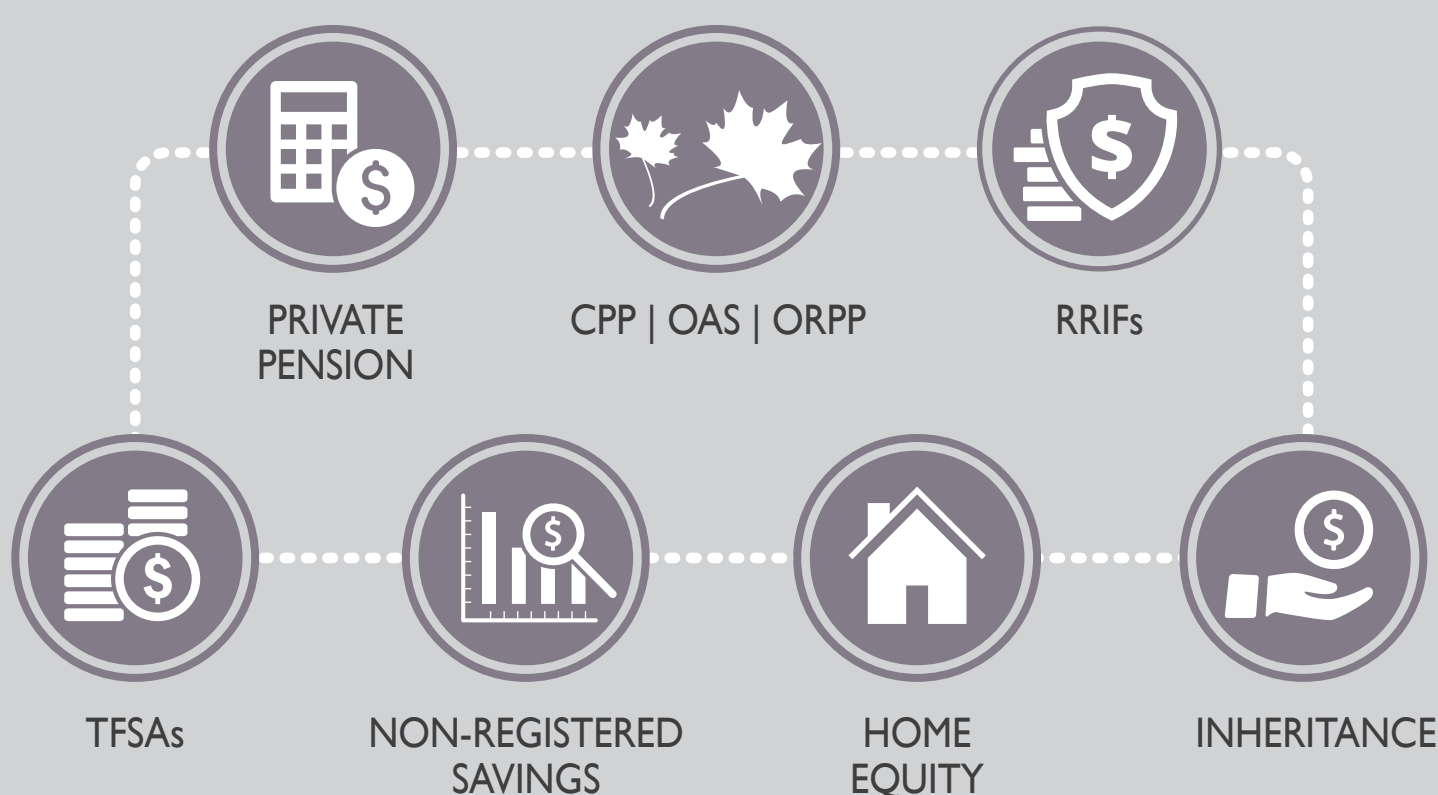 $
$
PRIVATE
PENSION
CPP | OAS | ORPP
RRIFs
$
$
$
TFSAs
NON-REGISTERED
SAVINGS
HOME
EQUITY
INHERITANCE